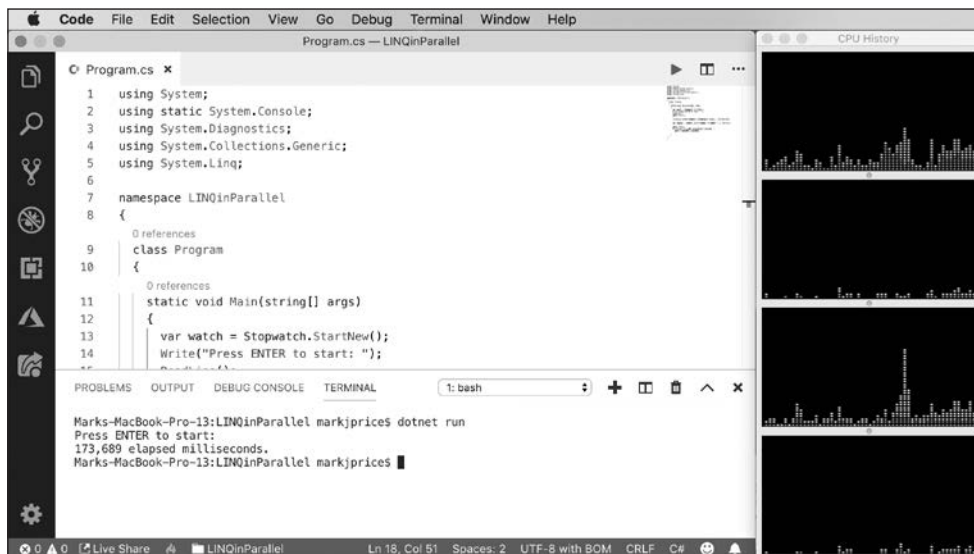 Code File Edit Selection View Go Debug Terminal Window Help
Program.cs — LINQinParallel
CPU History
Program.cs
1 using System;
2 using static System.Console;
3 using System.Diagnostics;
4 using System.Collections.Generic;
5 using System.Linq;
6
7 namespace LINQinParallel
8 {
0 references
9 class Program
10 {
0 references
11 static void Main(string[] args)
12 {
13 var watch = Stopwatch.StartNew();
14 Write("Press ENTER to start: ");
15 ReadLine();
PROBLEMS OUTPUT DEBUG CONSOLE TERMINAL 1: bash
Marks-MacBook-Pro-13:LINQinParallel markjprice$ dotnet run
Press ENTER to start:
173,689 elapsed milliseconds.
Marks-MacBook-Pro-13:LINQinParallel markjprice$
0 0 Live Share LINQinParallel Ln 18, Col 51 Spaces: 2 UTF-8 with BOM CRLF C#